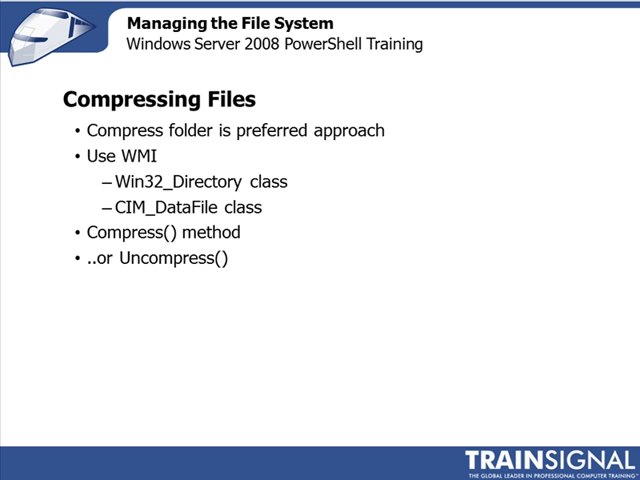 Managing the File System
Windows Server 2008 PowerShell Training
Compressing Files
• Compress folder is preferred approach
• Use WMI
– Win32_Directory class
– CIM_DataFile class
• Compress() method
• ..or Uncompress()
TRAINSIGNAL
THE GLOBAL LEADER IN PROFESSIONAL COMPUTER TRAINING